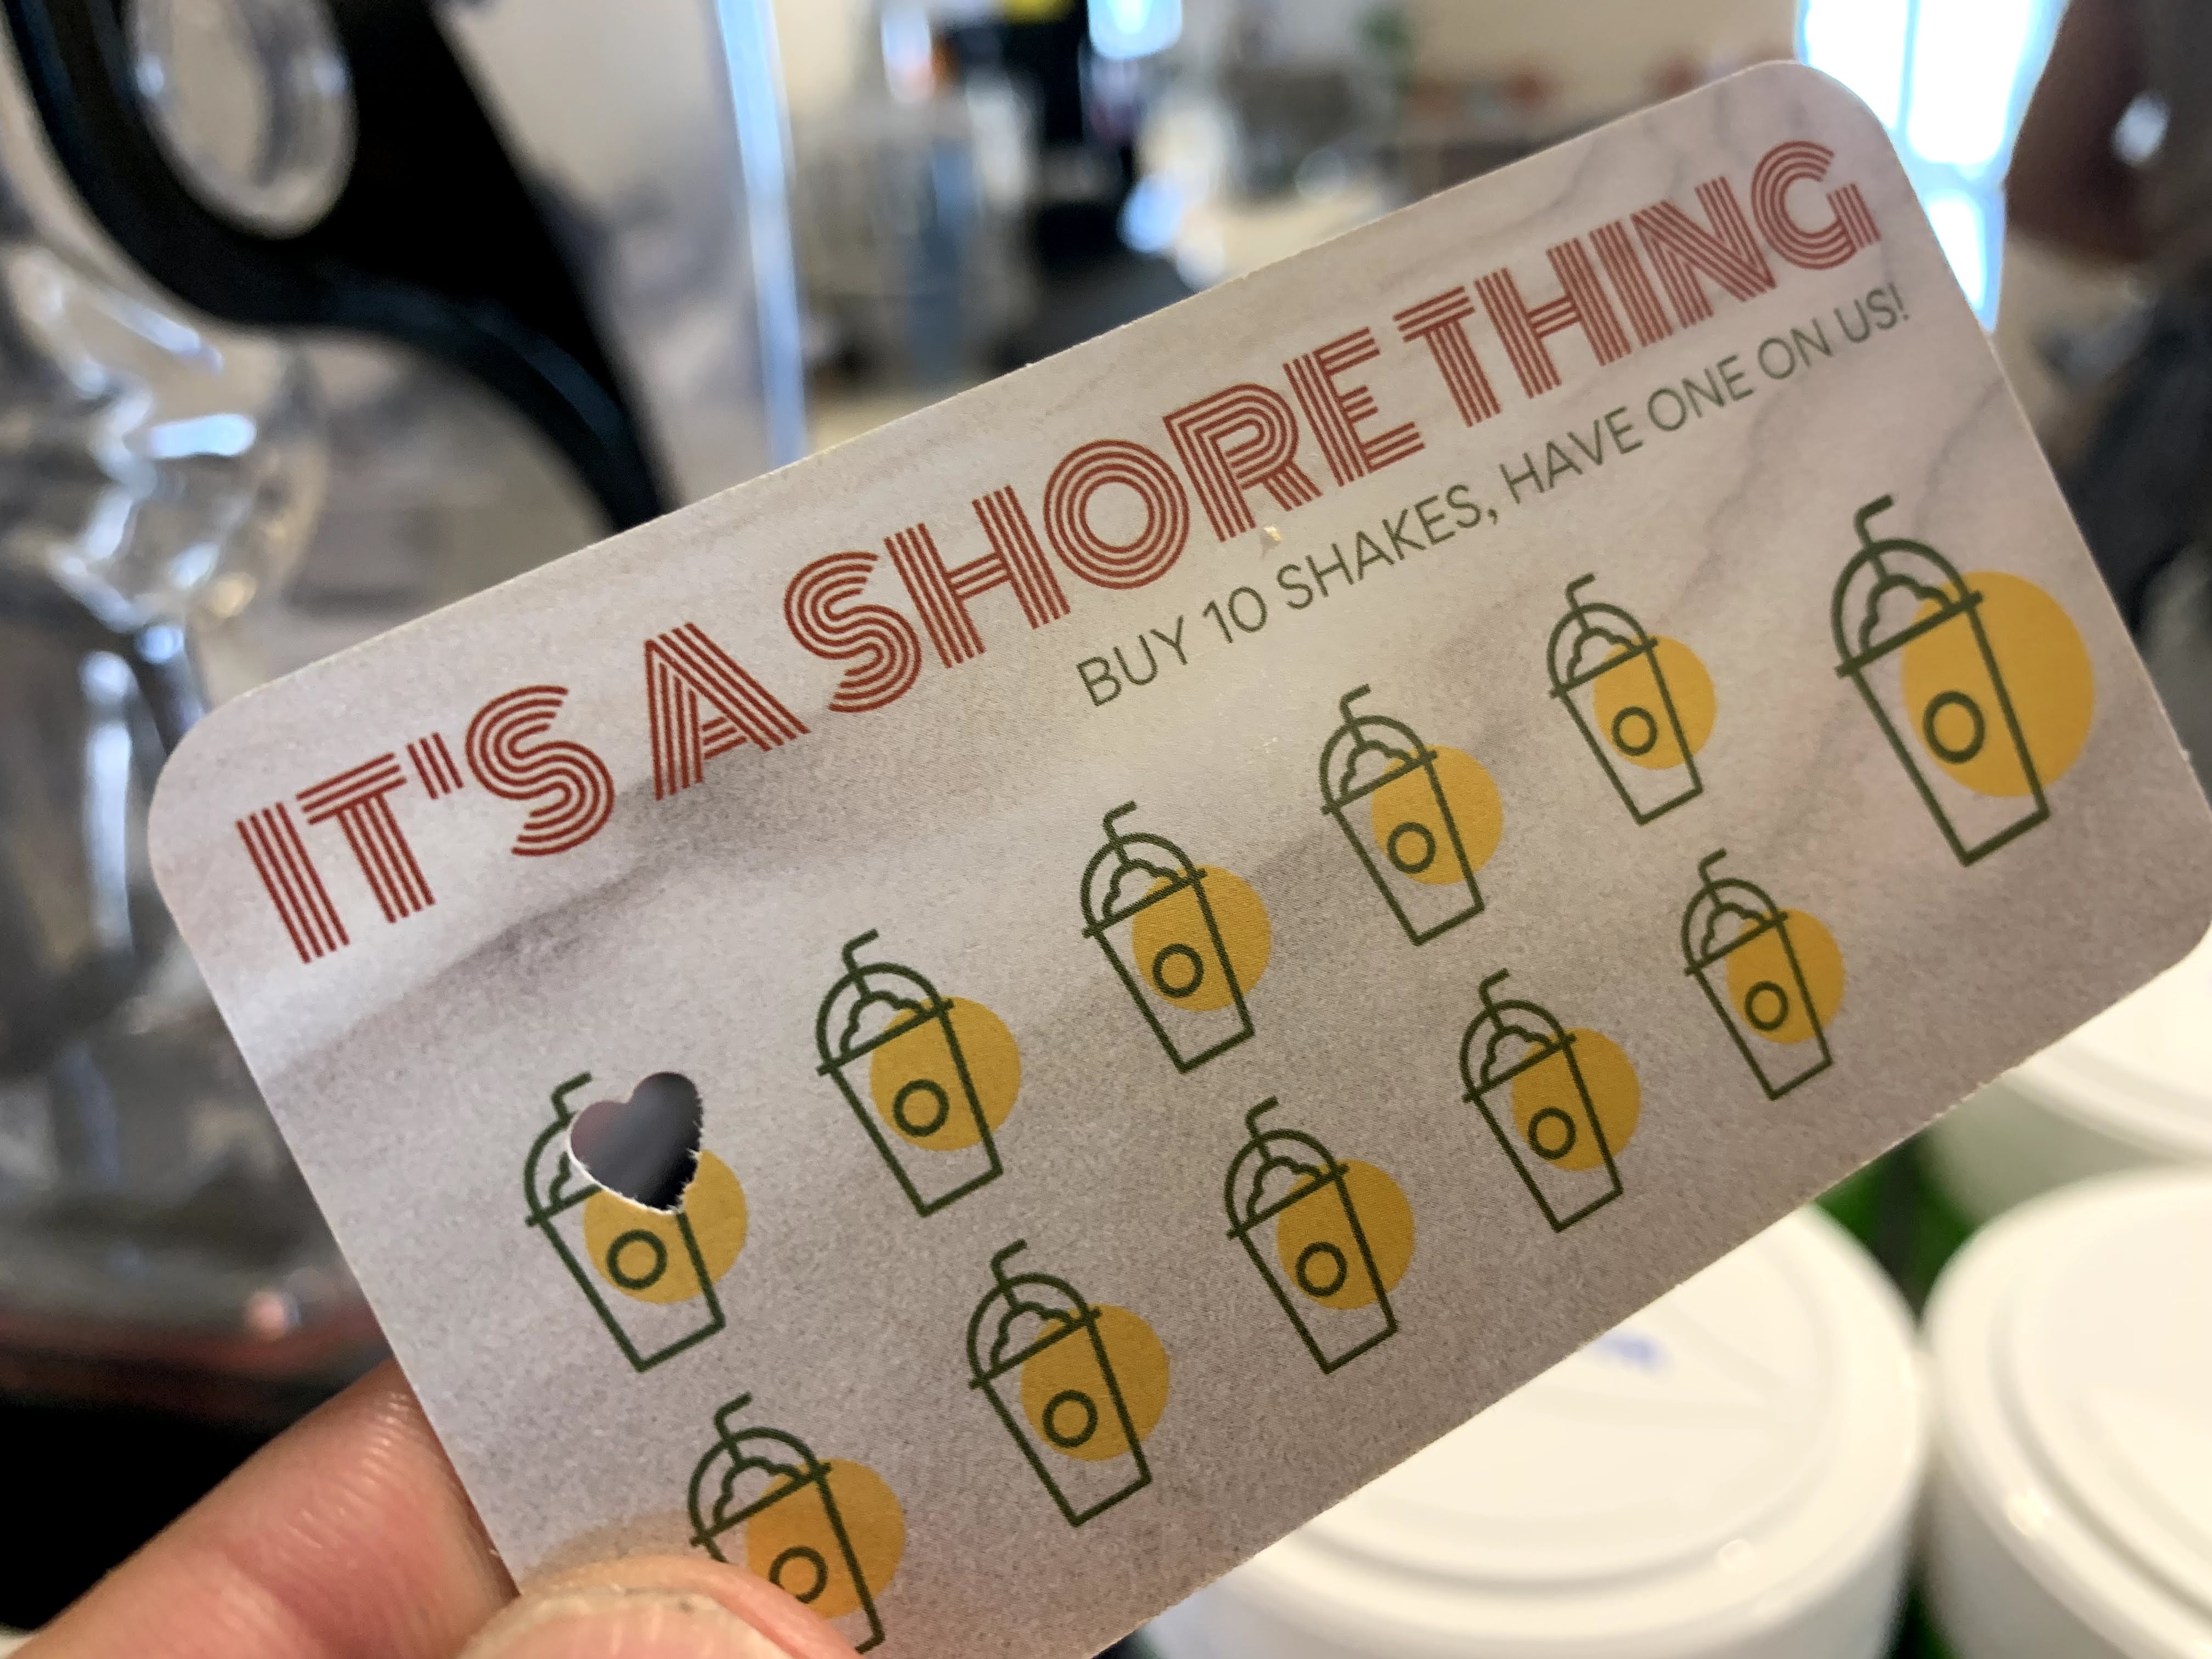 IT'S A SHORE THING
BUY 10 SHAKES, HAVE ONE ON US!